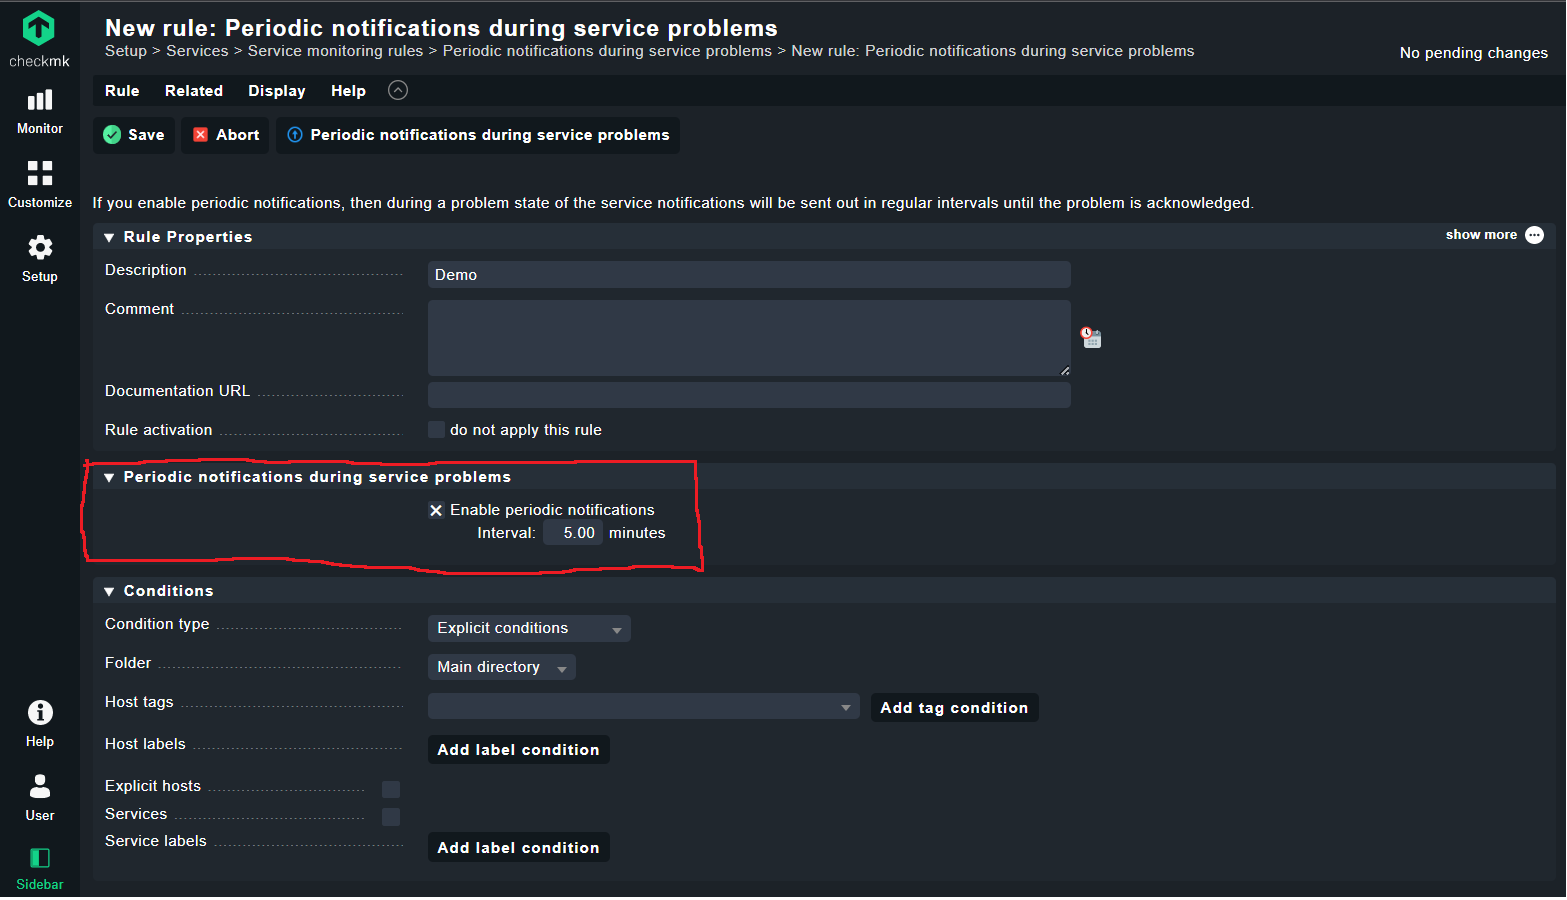 New rule: Periodic notifications during service problems
Setup > Services > Service monitoring rules > Periodic notifications during service problems > New rule: Periodic notifications during service problems
No pending changes
checkmk
Monitor
Customize
Setup
Help
User
Sidebar
Rule Related Display Help
Save Abort Periodic notifications during service problems
If you enable periodic notifications, then during a problem state of the service notifications will be sent out in regular intervals until the problem is acknowledged.
Rule Properties show more
Description Demo
Comment
Documentation URL
Rule activation do not apply this rule
Periodic notifications during service problems
Enable periodic notifications
Interval: 5.00 minutes
Conditions
Condition type Explicit conditions
Folder Main directory
Host tags Add tag condition
Host labels Add label condition
Explicit hosts
Services
Service labels Add label condition